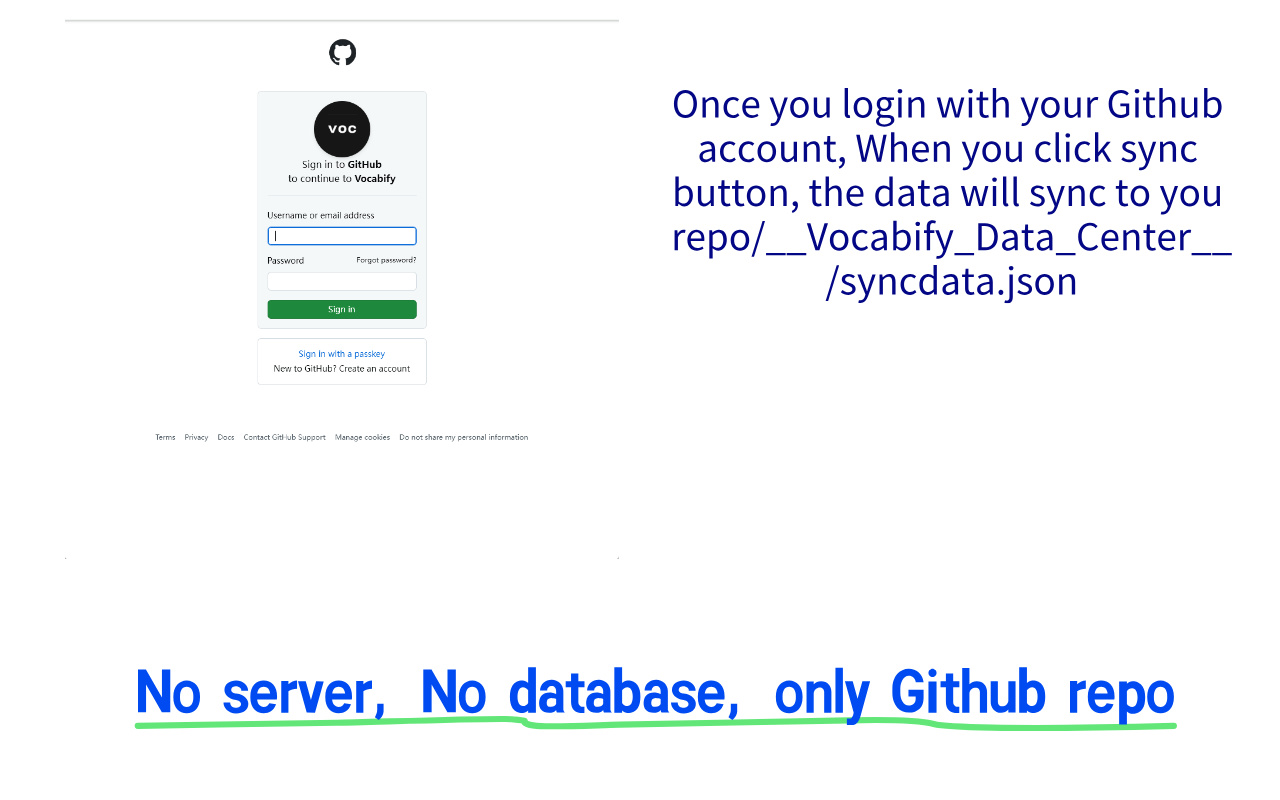 VOC
Sign in to GitHub
to continue to Vocabify
Username or email address
Password Forgot password?
Sign in
Sign in with a passkey
New to GitHub? Create an account
Terms Privacy Docs Contact GitHub Support Manage cookies Do not share my personal information
Once you login with your Github
account, When you click sync
button, the data will sync to you
repo/__Vocabify_Data_Center__
/syncdata.json
No server, No database, only Github repo